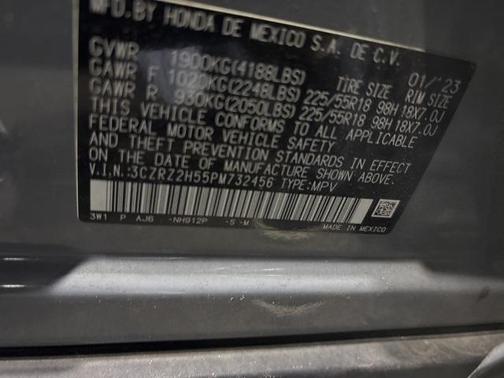 MFD.BY HONDA DE MEXICO S.A. DE C.V.
GVWR 1900KG(4188LBS) 01/'23
TIRE SIZE RIM SIZE
GAWR F 1020KG(2248LBS) 225/55R18 98H 18X7.0J
GAWR R 930KG(2050LBS) 225/55R18 98H 18X7.0J
THIS VEHICLE CONFORMS TO ALL APPLICABLE
FEDERAL MOTOR VEHICLE SAFETY, BUMPER,
AND THEFT PREVENTION STANDARDS IN EFFECT
ON THE DATE OF MANUFACTURE SHOWN ABOVE.
V.I.N.:3CZRZ2H55PM732456 TYPE:MPV
3W1 P AJ6 -NH912P -S -M MADE IN MEXICO